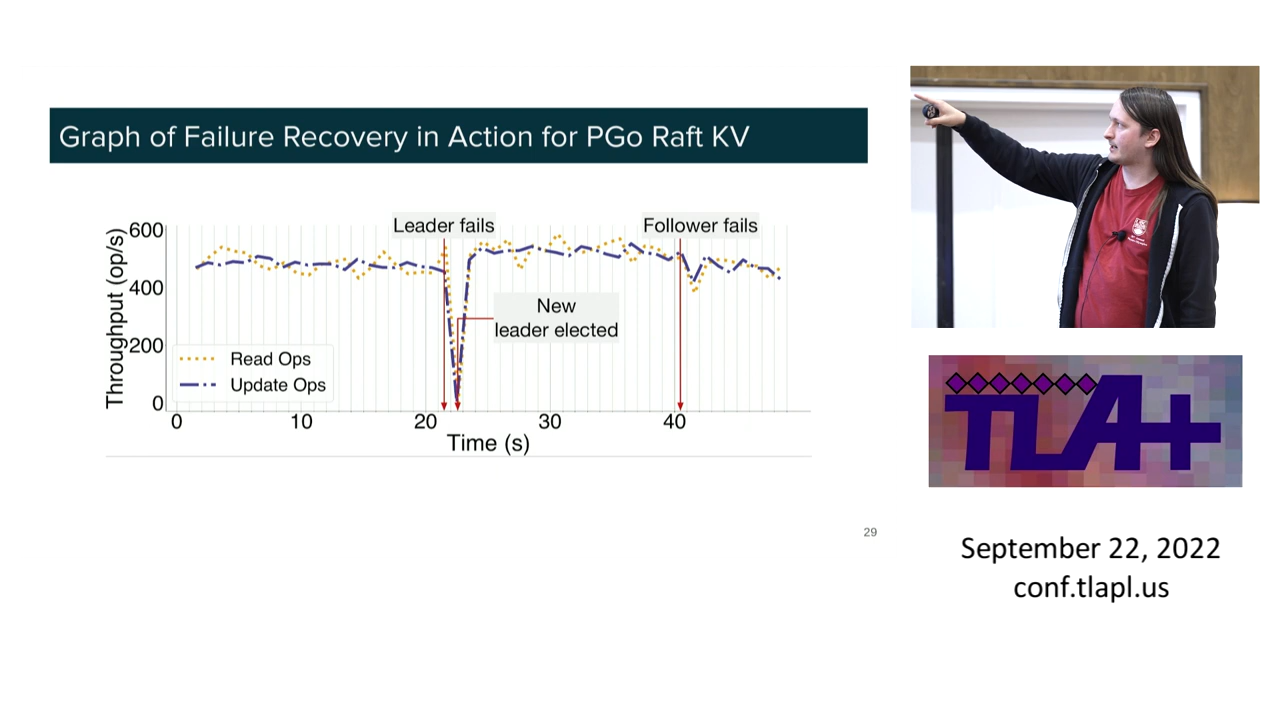 Graph of Failure Recovery in Action for PGo Raft KV
Leader fails
Follower fails
New
leader elected
Throughput (op/s)
600
400
200
0
Read Ops
Update Ops
0
10
20
30
40
Time (s)
29
TLA+
September 22, 2022
conf.tlapl.us